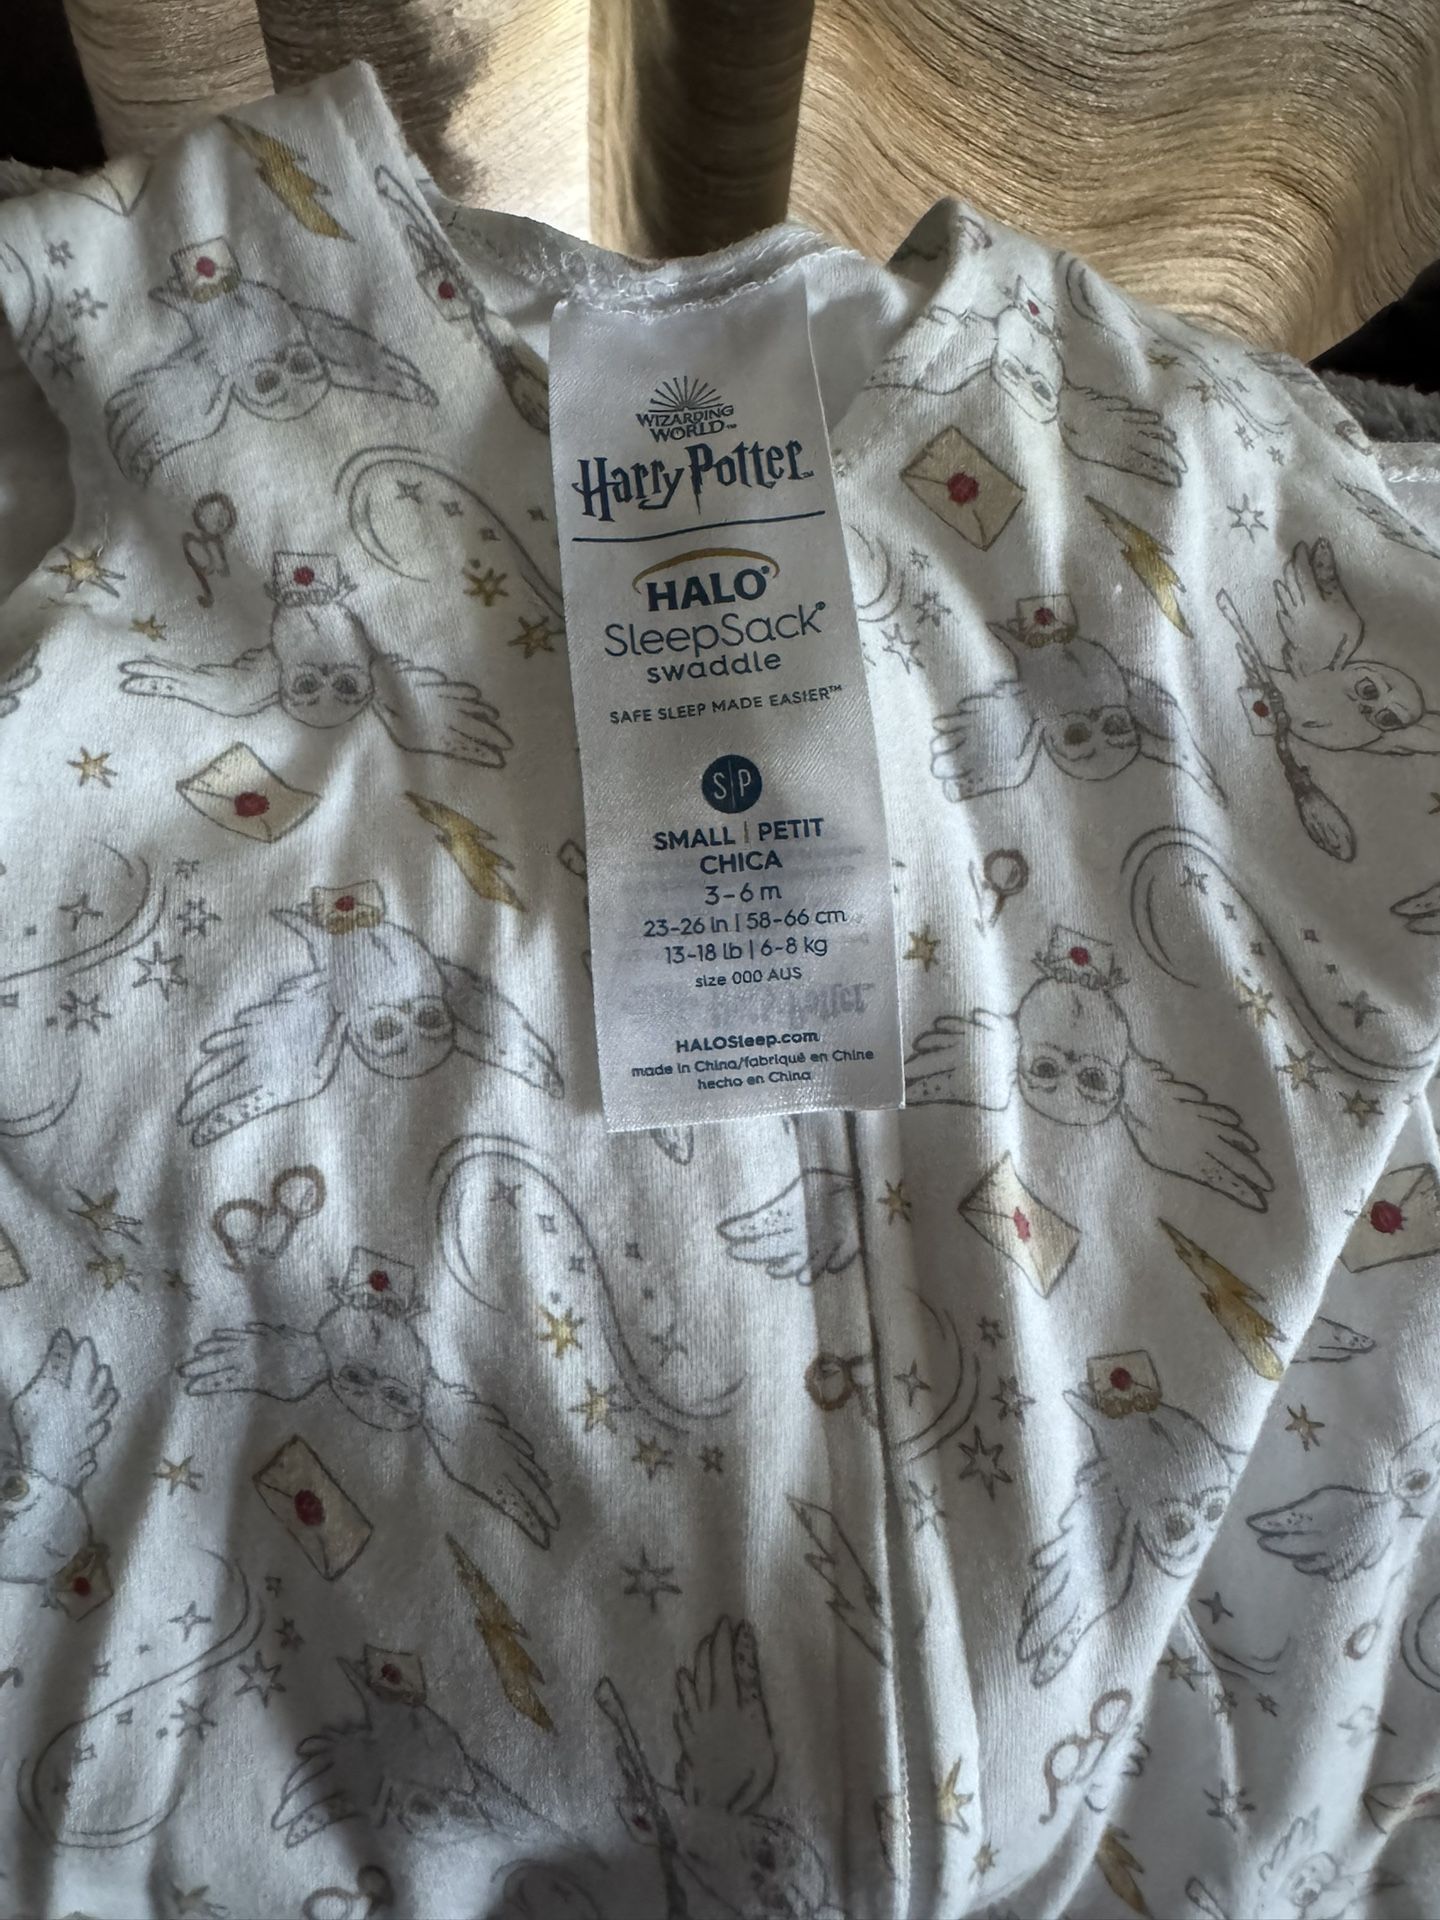 WIZARDING
WORLD™
Harry Potter™
HALO®
SleepSack®
swaddle
SAFE SLEEP MADE EASIER™
S|P
SMALL | PETIT
CHICA
3-6 m
23-26 in | 58-66 cm
13-18 lb | 6-8 kg
size 000 AUS
HALOSleep.com
made in China/fabriqué en Chine
hecho en China